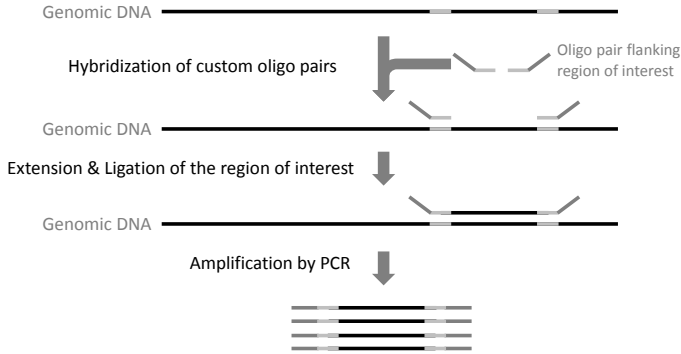 Genomic DNA
Hybridization of custom oligo pairs
Oligo pair flanking
region of interest
Genomic DNA
Extension & Ligation of the region of interest
Genomic DNA
Amplification by PCR